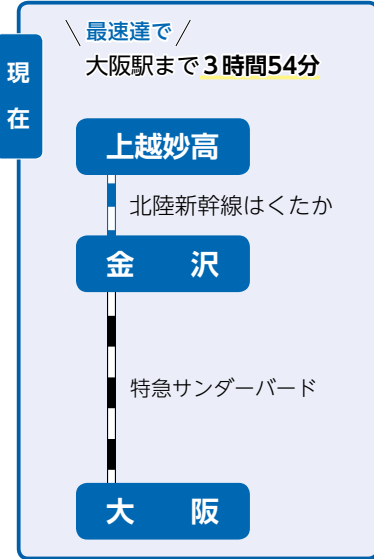 現在
最速達で
大阪駅まで３時間54分
上越妙高
北陸新幹線はくたか
金沢
特急サンダーバード
大阪